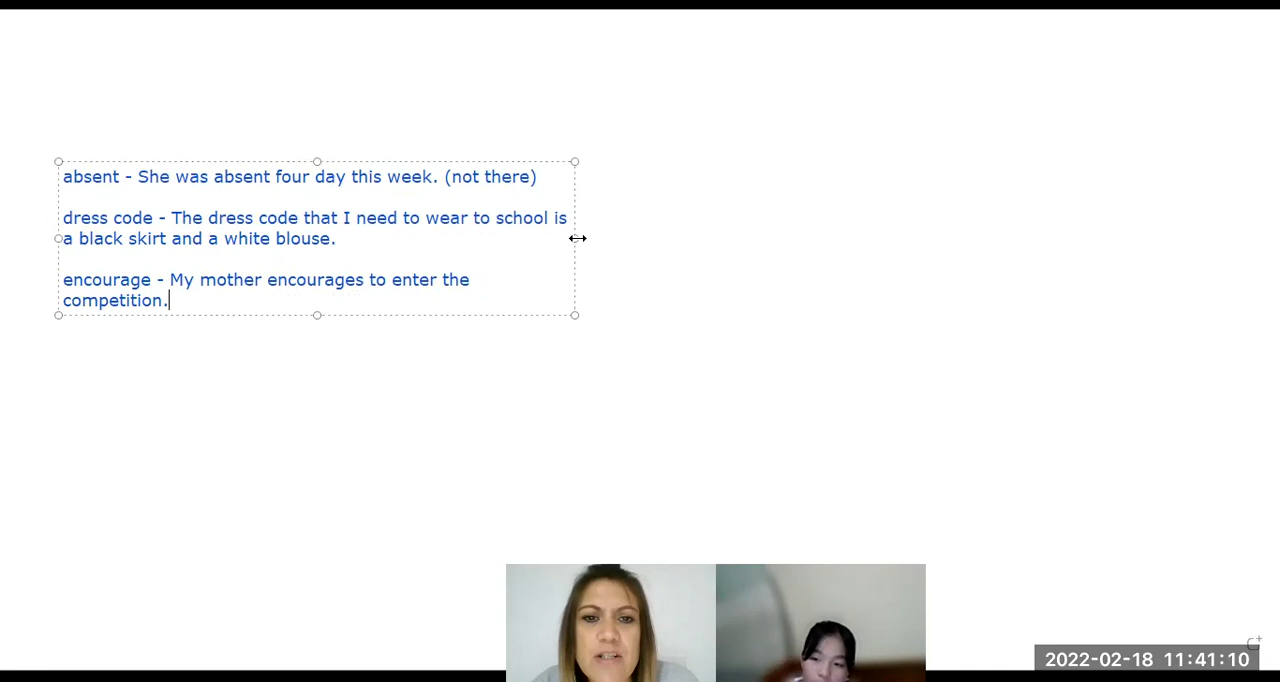 absent - She was absent four day this week. (not there)
dress code - The dress code that I need to wear to school is
a black skirt and a white blouse.
encourage - My mother encourages to enter the
competition.
2022-02-18 11:41:10